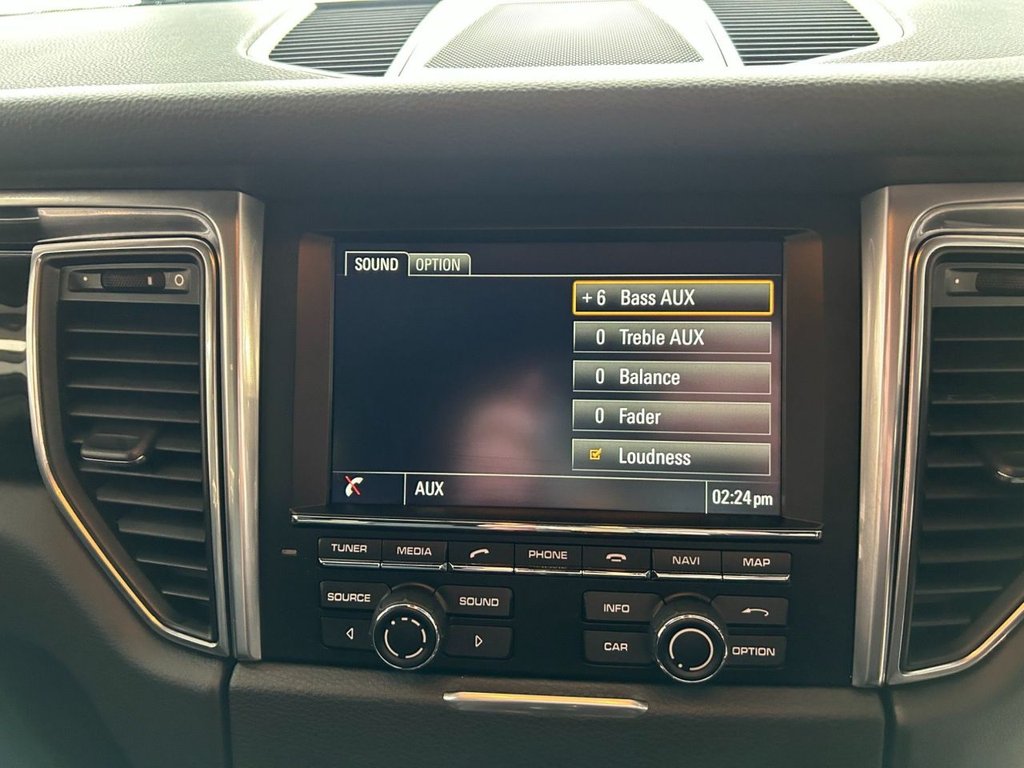 SOUND OPTION
+ 6 Bass AUX
0 Treble AUX
0 Balance
0 Fader
Loudness
AUX 02:24 pm
TUNER MEDIA PHONE NAVI MAP
SOURCE SOUND INFO
CAR OPTION